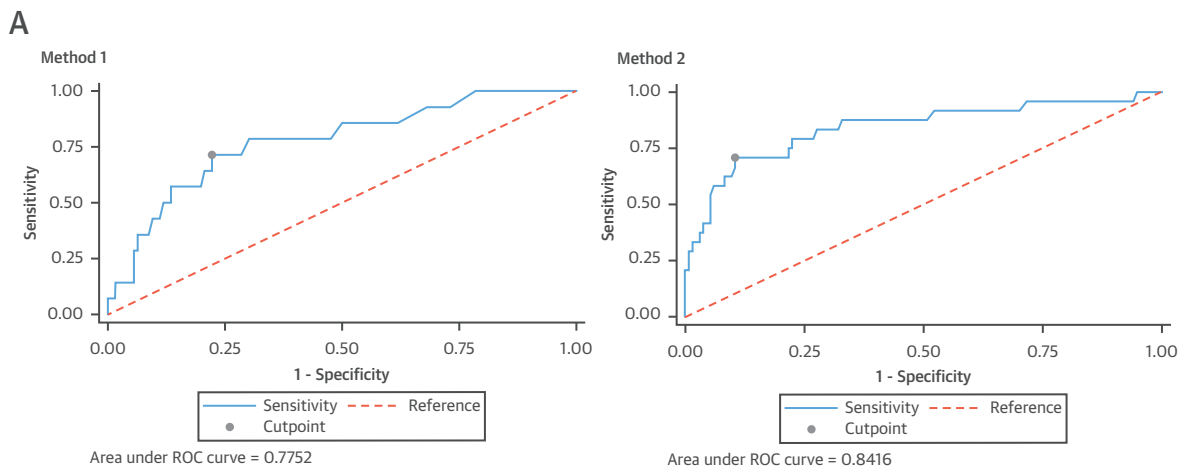 A
Method 1
1.00
0.75
0.50
0.25
0.00
Sensitivity
0.00 0.25 0.50 0.75 1.00
1 - Specificity
Sensitivity Reference
Cutpoint
Area under ROC curve = 0.7752
Method 2
1.00
0.75
0.50
0.25
0.00
Sensitivity
0.00 0.25 0.50 0.75 1.00
1 - Specificity
Sensitivity Reference
Cutpoint
Area under ROC curve = 0.8416